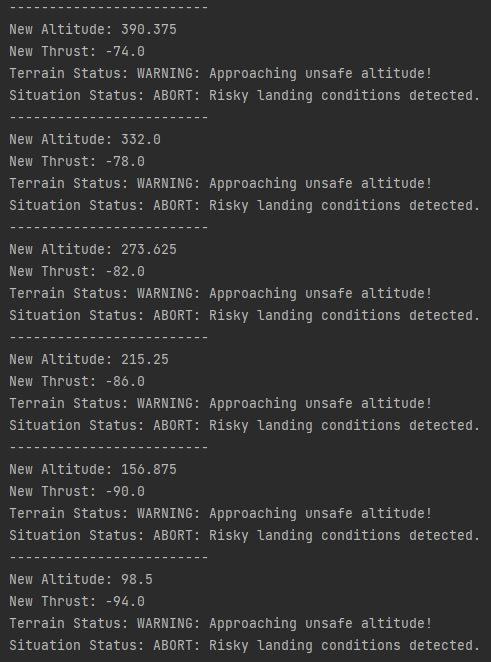 -------------------------
New Altitude: 390.375
New Thrust: -74.0
Terrain Status: WARNING: Approaching unsafe altitude!
Situation Status: ABORT: Risky landing conditions detected.
-------------------------
New Altitude: 332.0
New Thrust: -78.0
Terrain Status: WARNING: Approaching unsafe altitude!
Situation Status: ABORT: Risky landing conditions detected.
-------------------------
New Altitude: 273.625
New Thrust: -82.0
Terrain Status: WARNING: Approaching unsafe altitude!
Situation Status: ABORT: Risky landing conditions detected.
-------------------------
New Altitude: 215.25
New Thrust: -86.0
Terrain Status: WARNING: Approaching unsafe altitude!
Situation Status: ABORT: Risky landing conditions detected.
-------------------------
New Altitude: 156.875
New Thrust: -90.0
Terrain Status: WARNING: Approaching unsafe altitude!
Situation Status: ABORT: Risky landing conditions detected.
-------------------------
New Altitude: 98.5
New Thrust: -94.0
Terrain Status: WARNING: Approaching unsafe altitude!
Situation Status: ABORT: Risky landing conditions detected.